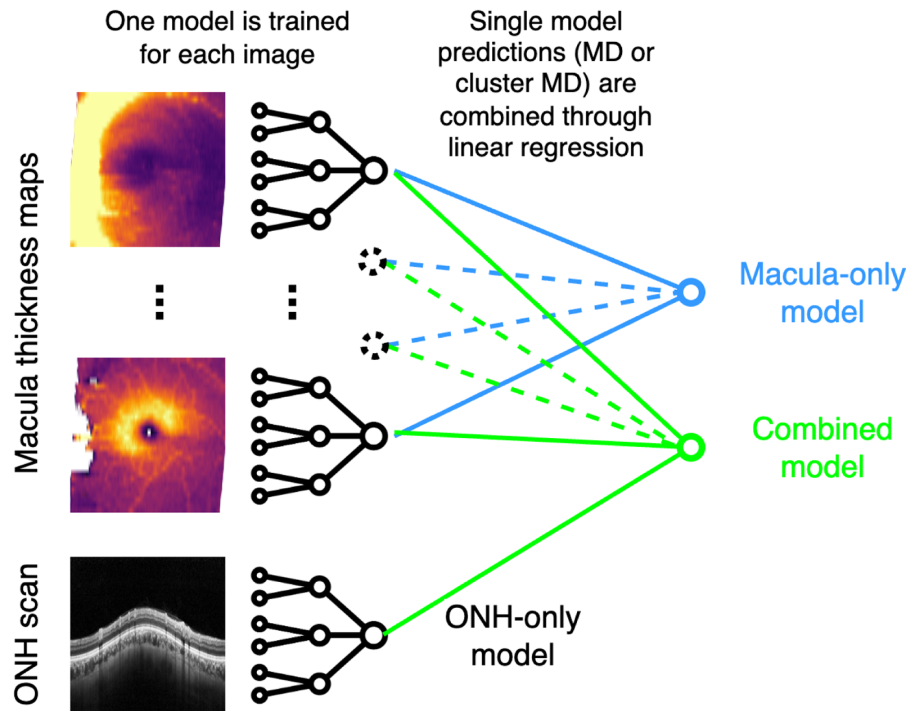 One model is trained
for each image
Single model
predictions (MD or
cluster MD) are
combined through
linear regression
Macula thickness maps
Macula-only
model
Combined
model
ONH scan
ONH-only
model